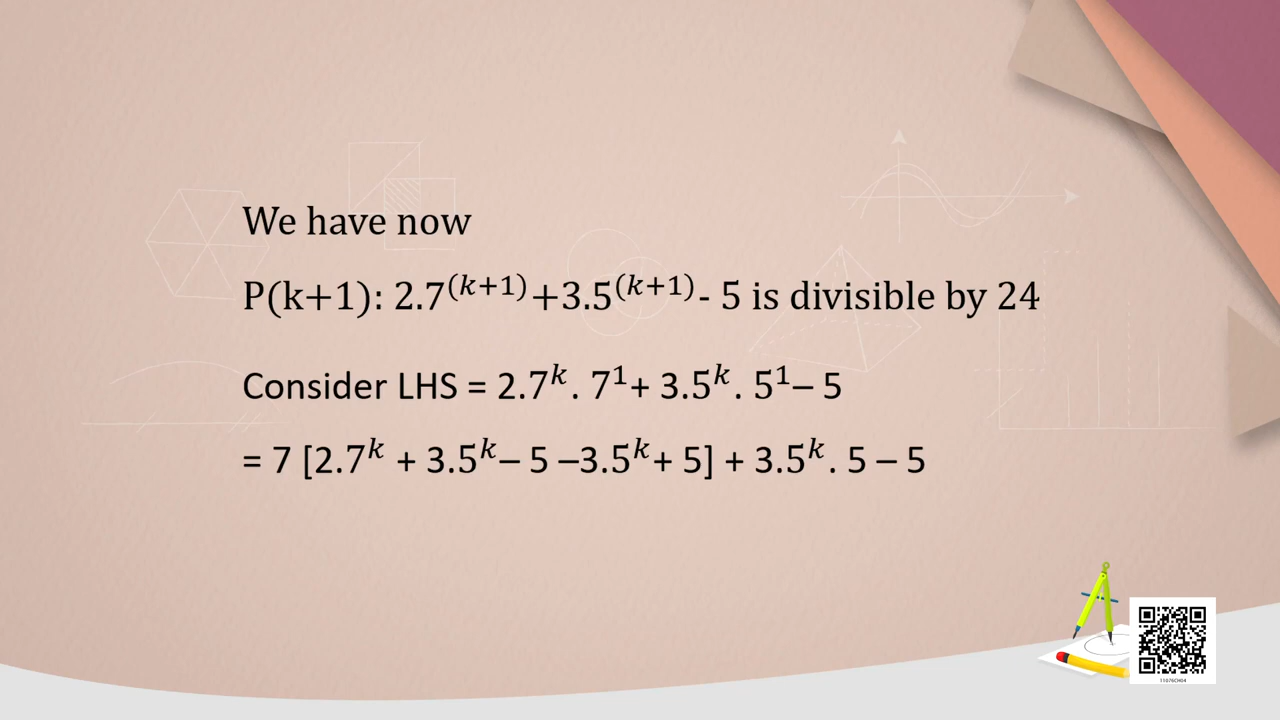 We have now
P(k+1): 2.7^(k+1)+3.5^(k+1)- 5 is divisible by 24
Consider LHS = 2.7^k. 7^1+ 3.5^k. 5^1– 5
= 7 [2.7^k + 3.5^k– 5 –3.5^k+ 5] + 3.5^k. 5 – 5
11076CH04